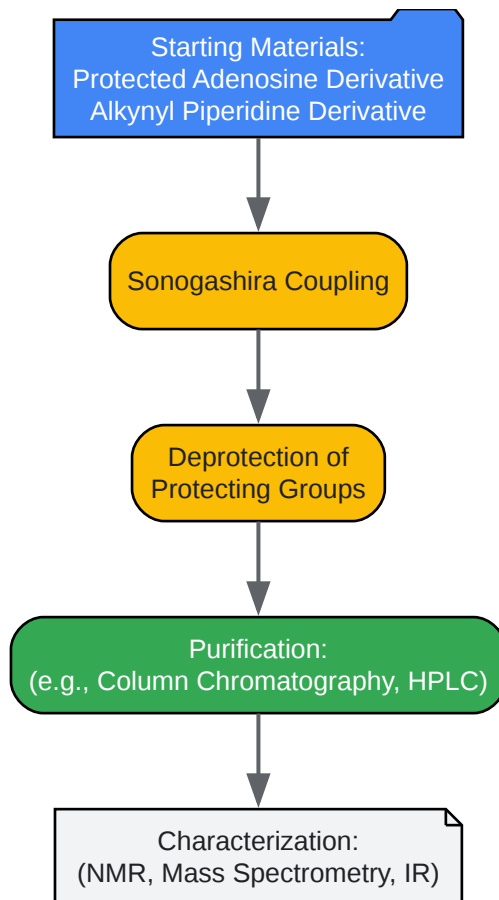 Starting Materials:
Protected Adenosine Derivative
Alkynyl Piperidine Derivative
Sonogashira Coupling
Deprotection of
Protecting Groups
Purification:
(e.g., Column Chromatography, HPLC)
Characterization:
(NMR, Mass Spectrometry, IR)